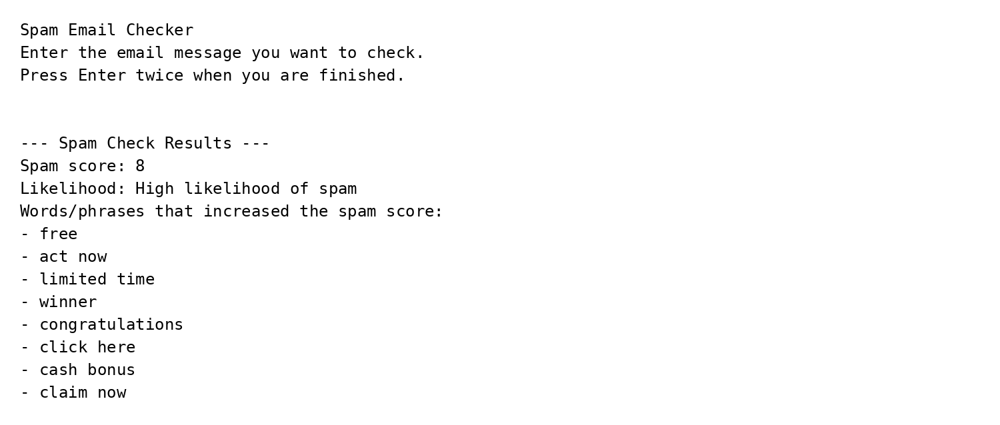 Spam Email Checker
Enter the email message you want to check.
Press Enter twice when you are finished.
--- Spam Check Results ---
Spam score: 8
Likelihood: High likelihood of spam
Words/phrases that increased the spam score:
- free
- act now
- limited time
- winner
- congratulations
- click here
- cash bonus
- claim now